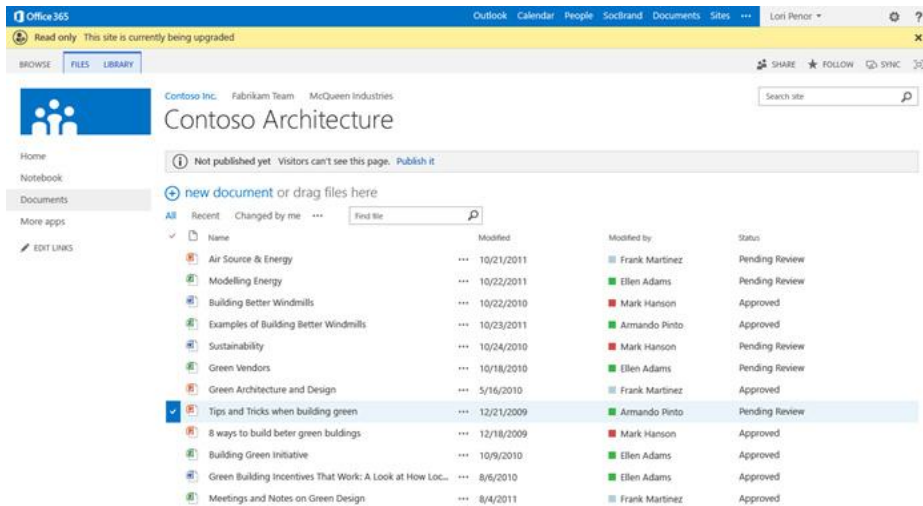 Office 365 Outlook Calendar People SocBrand Documents Sites ••• Lori Penor ?
Read only This site is currently being upgraded x
BROWSE FILES LIBRARY SHARE FOLLOW SYNC
Contoso Inc. Fabrikam Team McQueen Industries Search site
Contoso Architecture
Home
Notebook
Documents
More apps
EDIT LINKS
Not published yet Visitors can't see this page. Publish it
new document or drag files here
All Recent Changed by me ••• Find file
Name Modified Modified by Status
Air Source & Energy ••• 10/21/2011 Frank Martinez Pending Review
Modelling Energy ••• 10/22/2011 Ellen Adams Pending Review
Building Better Windmills ••• 10/22/2010 Mark Hanson Approved
Examples of Building Better Windmills ••• 10/23/2011 Armando Pinto Approved
Sustainability ••• 10/24/2010 Mark Hanson Pending Review
Green Vendors ••• 10/18/2010 Ellen Adams Pending Review
Green Architecture and Design ••• 5/16/2010 Frank Martinez Approved
Tips and Tricks when building green ••• 12/21/2009 Armando Pinto Pending Review
8 ways to build beter green buldings ••• 12/18/2009 Mark Hanson Approved
Building Green Initiative ••• 10/9/2010 Ellen Adams Approved
Green Building Incentives That Work: A Look at How Loc... ••• 8/6/2010 Ellen Adams Approved
Meetings and Notes on Green Design ••• 8/4/2011 Frank Martinez Approved